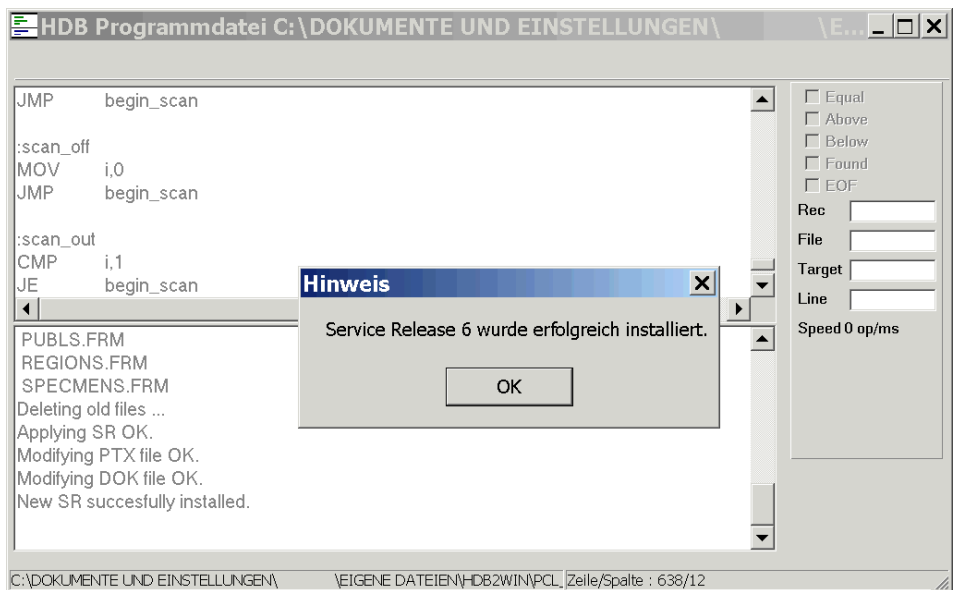 HDB Programmdatei C:\DOKUMENTE UND EINSTELLUNGEN\ \E...
JMP begin_scan
:scan_off
MOV i,0
JMP begin_scan
:scan_out
CMP i,1
JE begin_scan
Equal
Above
Below
Found
EOF
Rec
File
Target
Line
Speed 0 op/ms
Hinweis
Service Release 6 wurde erfolgreich installiert.
OK
PUBLS.FRM
REGIONS.FRM
SPECMENS.FRM
Deleting old files ...
Applying SR OK.
Modifying PTX file OK.
Modifying DOK file OK.
New SR succesfully installed.
C:\DOKUMENTE UND EINSTELLUNGEN\ \EIGENE DATEIEN\HDB2WIN\PCL_ Zeile/Spalte : 638/12